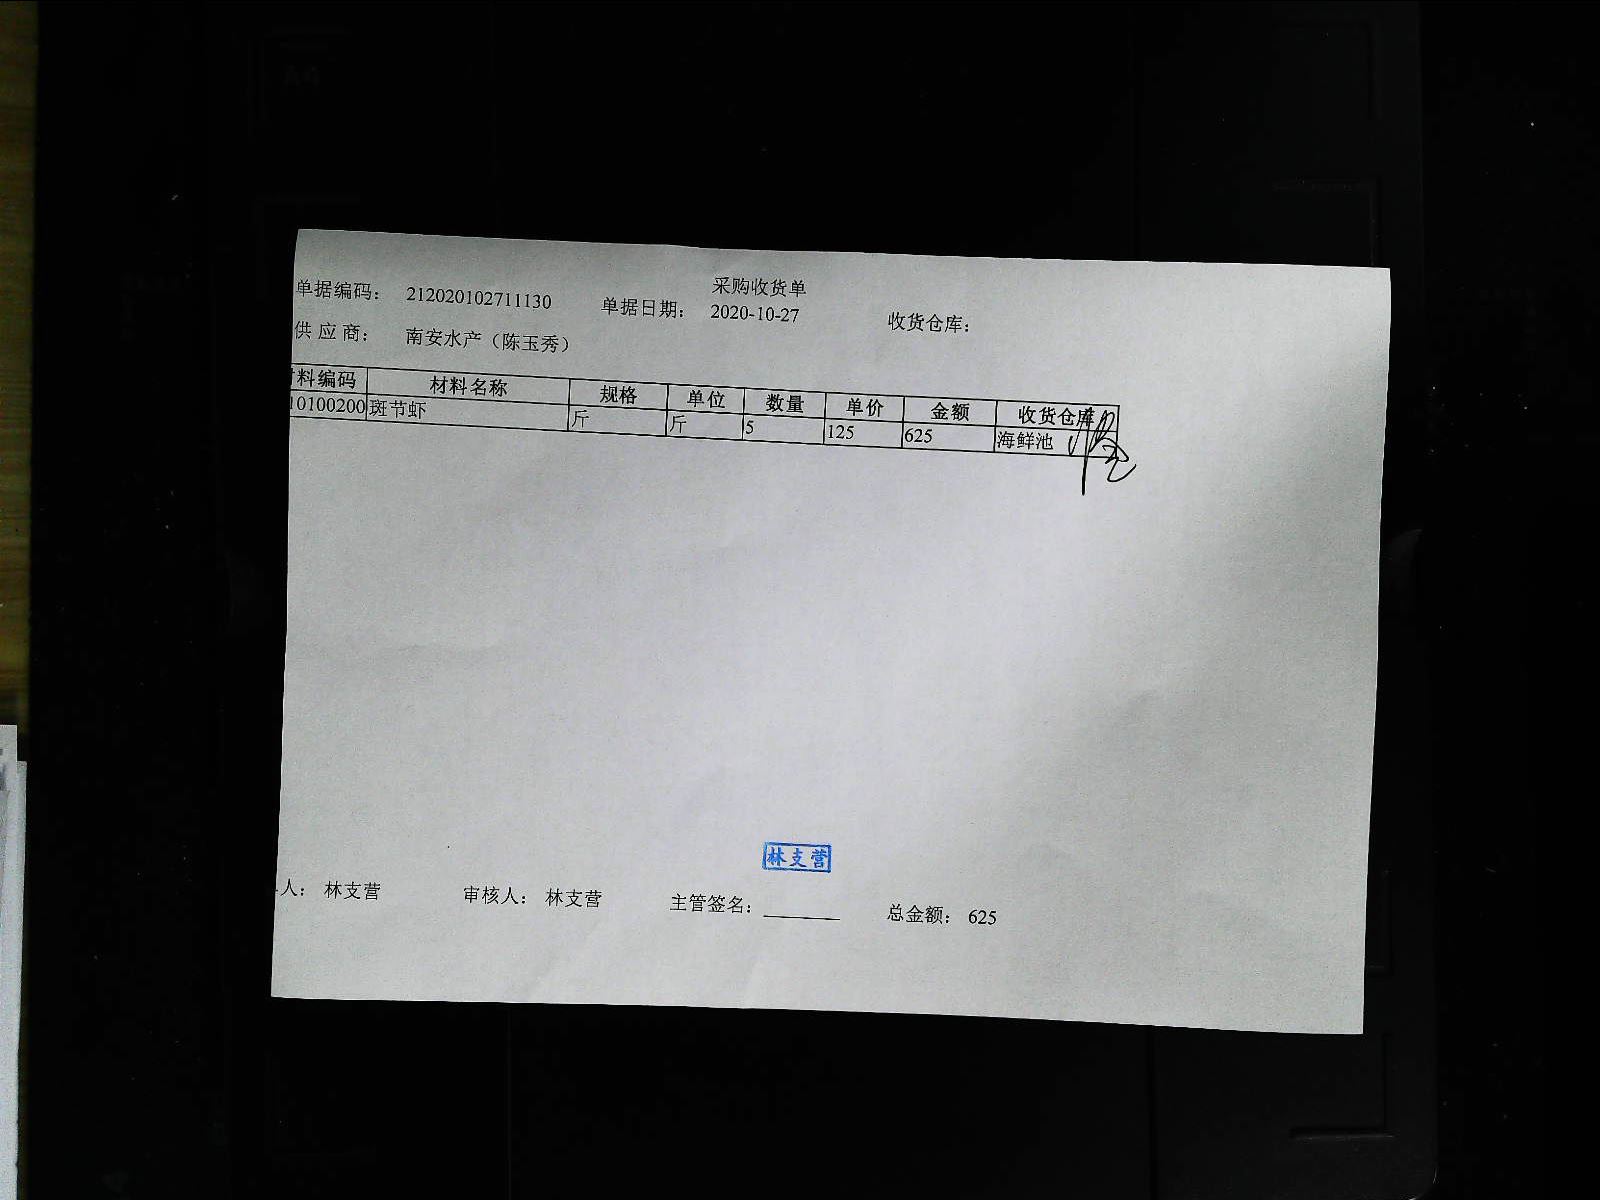 采购收货单
单据编码： 212020102711130 单据日期： 2020-10-27 收货仓库：
供 应 商： 南安水产（陈玉秀）
料编码 材料名称 规格 单位 数量 单价 金额 收货仓库
10100200 斑节虾 斤 斤 5 125 625 海鲜池
林支营
人： 林支营 审核人： 林支营 主管签名： 总金额： 625